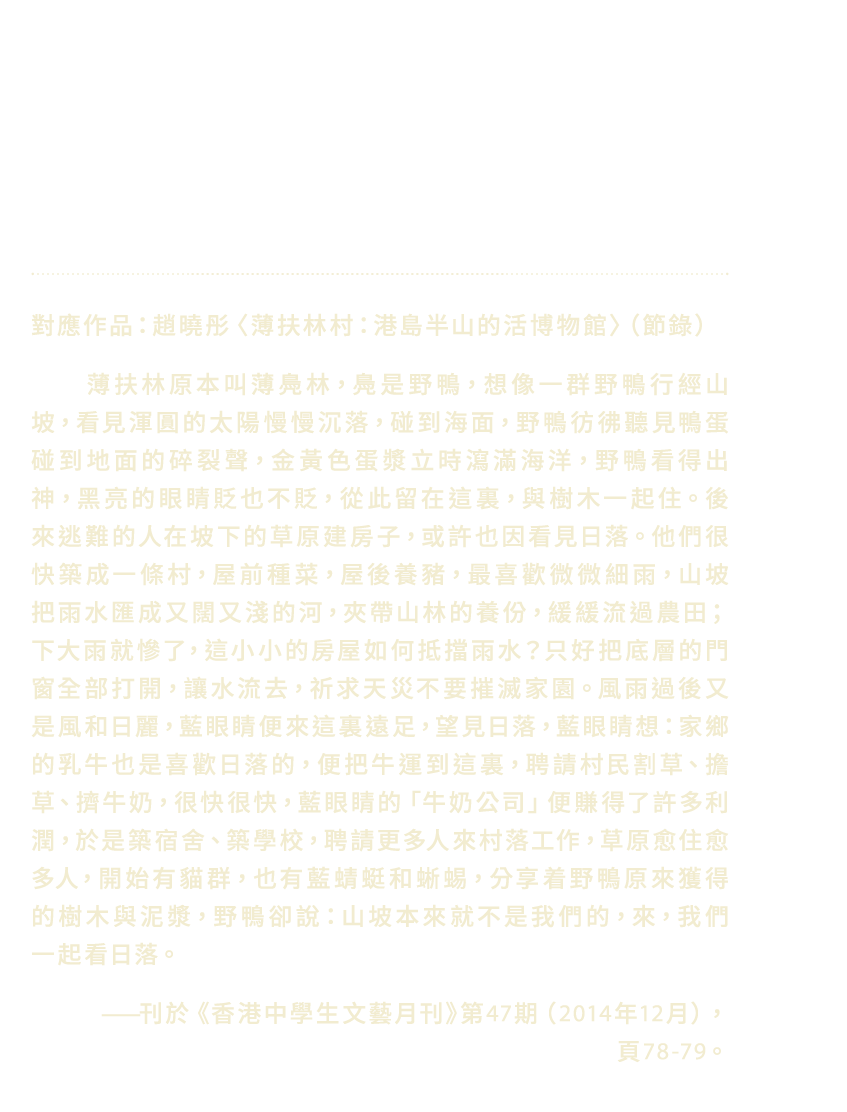 對應作品：趙曉彤〈薄扶林村：港島半山的活博物館〉（節錄）
薄扶林原本叫薄鳧林，鳧是野鴨，想像一群野鴨行經山
坡，看見渾圓的太陽慢慢沉落，碰到海面，野鴨彷彿聽見鴨蛋
碰到地面的碎裂聲，金黃色蛋漿立時瀉滿海洋，野鴨看得出
神，黑亮的眼睛眨也不眨，從此留在這裏，與樹木一起住。後
來逃難的人在坡下的草原建房子，或許也因看見日落。他們很
快築成一條村，屋前種菜，屋後養豬，最喜歡微微細雨，山坡
把雨水匯成又闊又淺的河，夾帶山林的養份，緩緩流過農田；
下大雨就慘了，這小小的房屋如何抵擋雨水？只好把底層的門
窗全部打開，讓水流去，祈求天災不要摧滅家園。風雨過後又
是風和日麗，藍眼睛便來這裏遠足，望見日落，藍眼睛想：家鄉
的乳牛也是喜歡日落的，便把牛運到這裏，聘請村民割草、擔
草、擠牛奶，很快很快，藍眼睛的「牛奶公司」便賺得了許多利
潤，於是築宿舍、築學校，聘請更多人來村落工作，草原愈住愈
多人，開始有貓群，也有藍蜻蜓和蜥蜴，分享着野鴨原來獲得
的樹木與泥漿，野鴨卻說：山坡本來就不是我們的，來，我們
一起看日落。
——刊於《香港中學生文藝月刊》第47期（2014年12月），
頁78-79。